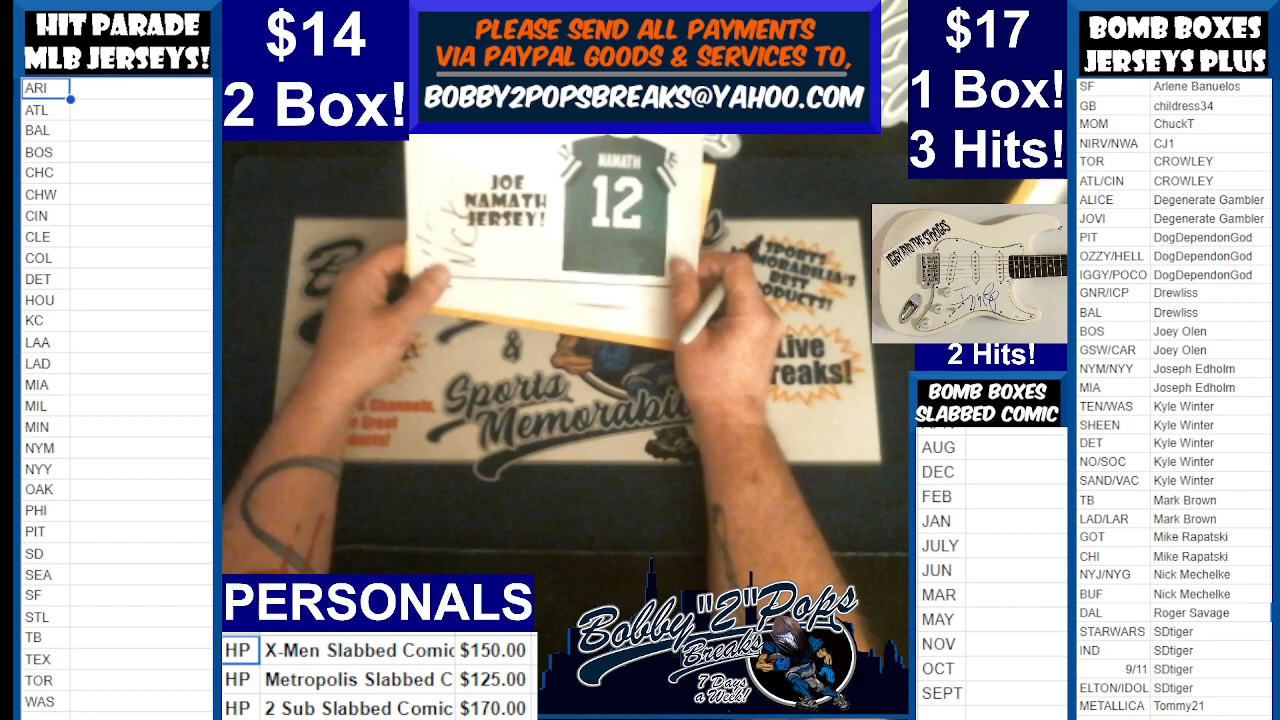 HIT PARADE
MLB JERSEYS!
ARI
ATL
BAL
BOS
CHC
CHW
CIN
CLE
COL
DET
HOU
KC
LAA
LAD
MIA
MIL
MIN
NYM
NYY
OAK
PHI
PIT
SD
SEA
SF
STL
TB
TEX
TOR
WAS
$14
2 Box!
PLEASE SEND ALL PAYMENTS
VIA PAYPAL GOODS & SERVICES TO,
BOBBY2POPSBREAKS@YAHOO.COM
JOE
NAMATH
JERSEY!
NAMATH
12
&
Sports
Live
PERSONALS
HP X-Men Slabbed Comic $150.00
HP Metropolis Slabbed C $125.00
HP 2 Sub Slabbed Comic $170.00
Bobby "2" Pops
Breaks
7 Days
a Week!
$17
1 Box!
3 Hits!
IGGY AND THE STOOGES
2 Hits!
BOMB BOXES
SLABBED COMIC
AUG
DEC
FEB
JAN
JULY
JUN
MAR
MAY
NOV
OCT
SEPT
BOMB BOXES
JERSEYS PLUS
SF Arlene Banuelos
GB childress34
MOM ChuckT
NIRV/NWA CJ1
TOR CROWLEY
ATL/CIN CROWLEY
ALICE Degenerate Gambler
JOVI Degenerate Gambler
PIT DogDependonGod
OZZY/HELL DogDependonGod
IGGY/POCO DogDependonGod
GNR/ICP Drewliss
BAL Drewliss
BOS Joey Olen
GSW/CAR Joey Olen
NYM/NYY Joseph Edholm
MIA Joseph Edholm
TEN/WAS Kyle Winter
SHEEN Kyle Winter
DET Kyle Winter
NO/SOC Kyle Winter
SAND/VAC Kyle Winter
TB Mark Brown
LAD/LAR Mark Brown
GOT Mike Rapatski
CHI Mike Rapatski
NYJ/NYG Nick Mechelke
BUF Nick Mechelke
DAL Roger Savage
STARWARS SDtiger
IND SDtiger
9/11 SDtiger
ELTON/IDOL SDtiger
METALLICA Tommy21